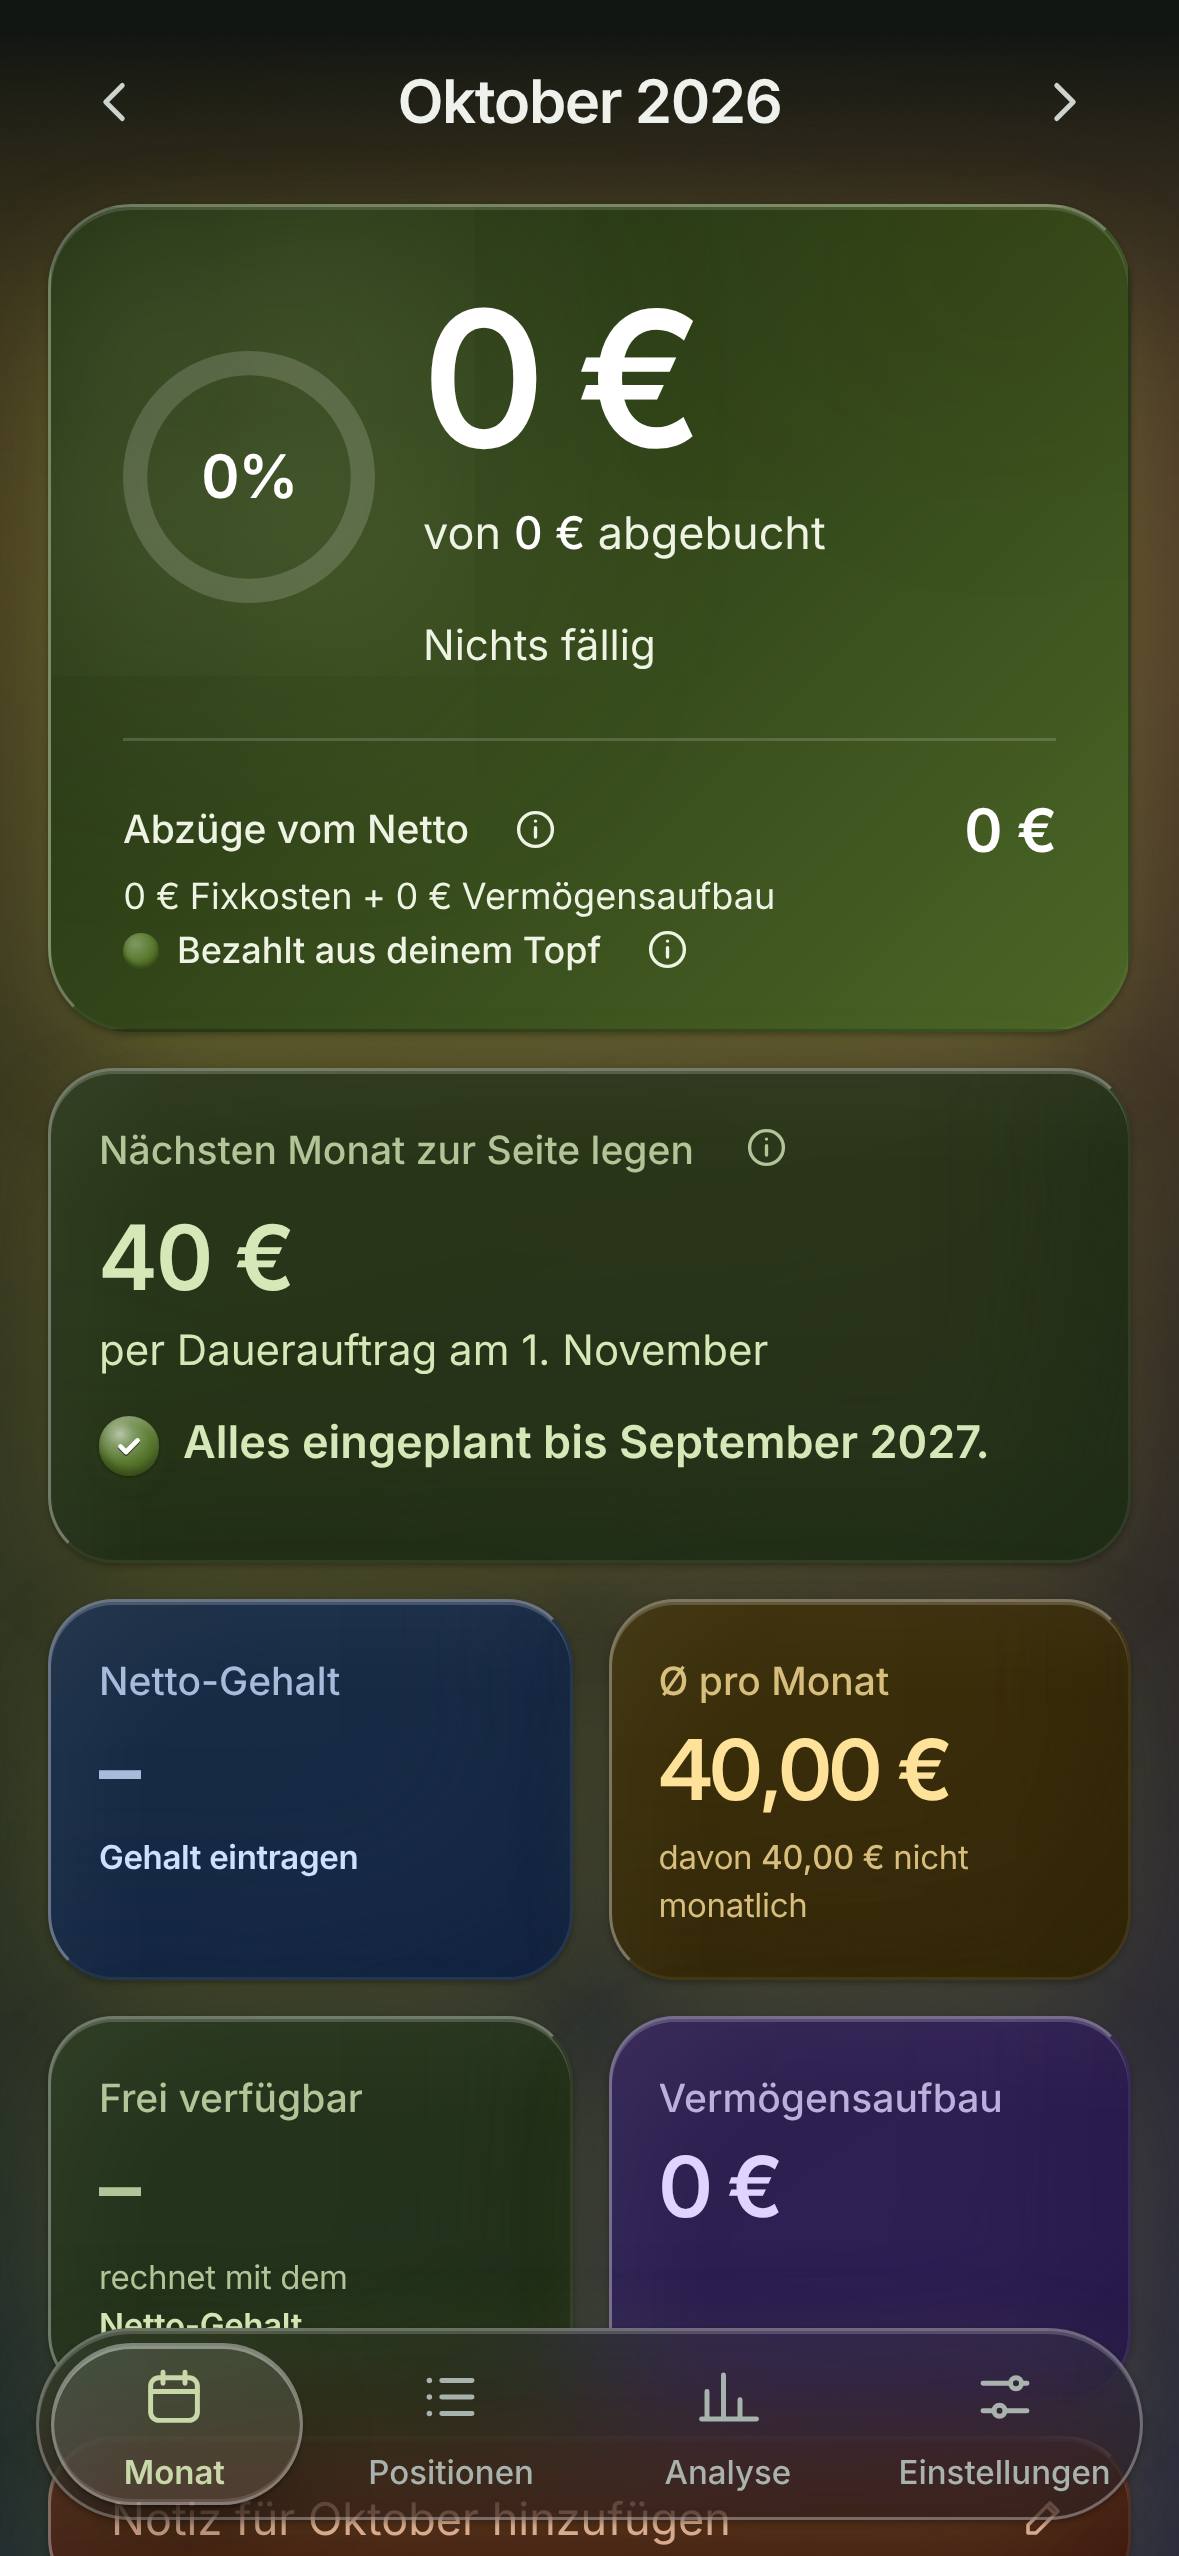 Oktober 2026
0 €
0%
von 0 € abgebucht
Nichts fällig
Abzüge vom Netto
0 €
0 € Fixkosten + 0 € Vermögensaufbau
Bezahlt aus deinem Topf
Nächsten Monat zur Seite legen
40 €
per Dauerauftrag am 1. November
Alles eingeplant bis September 2027.
Netto-Gehalt
–
Gehalt eintragen
Ø pro Monat
40,00 €
davon 40,00 € nicht
monatlich
Frei verfügbar
–
rechnet mit dem
Netto-Gehalt
Vermögensaufbau
0 €
Monat
Positionen
Analyse
Einstellungen
Notiz für Oktober hinzufügen